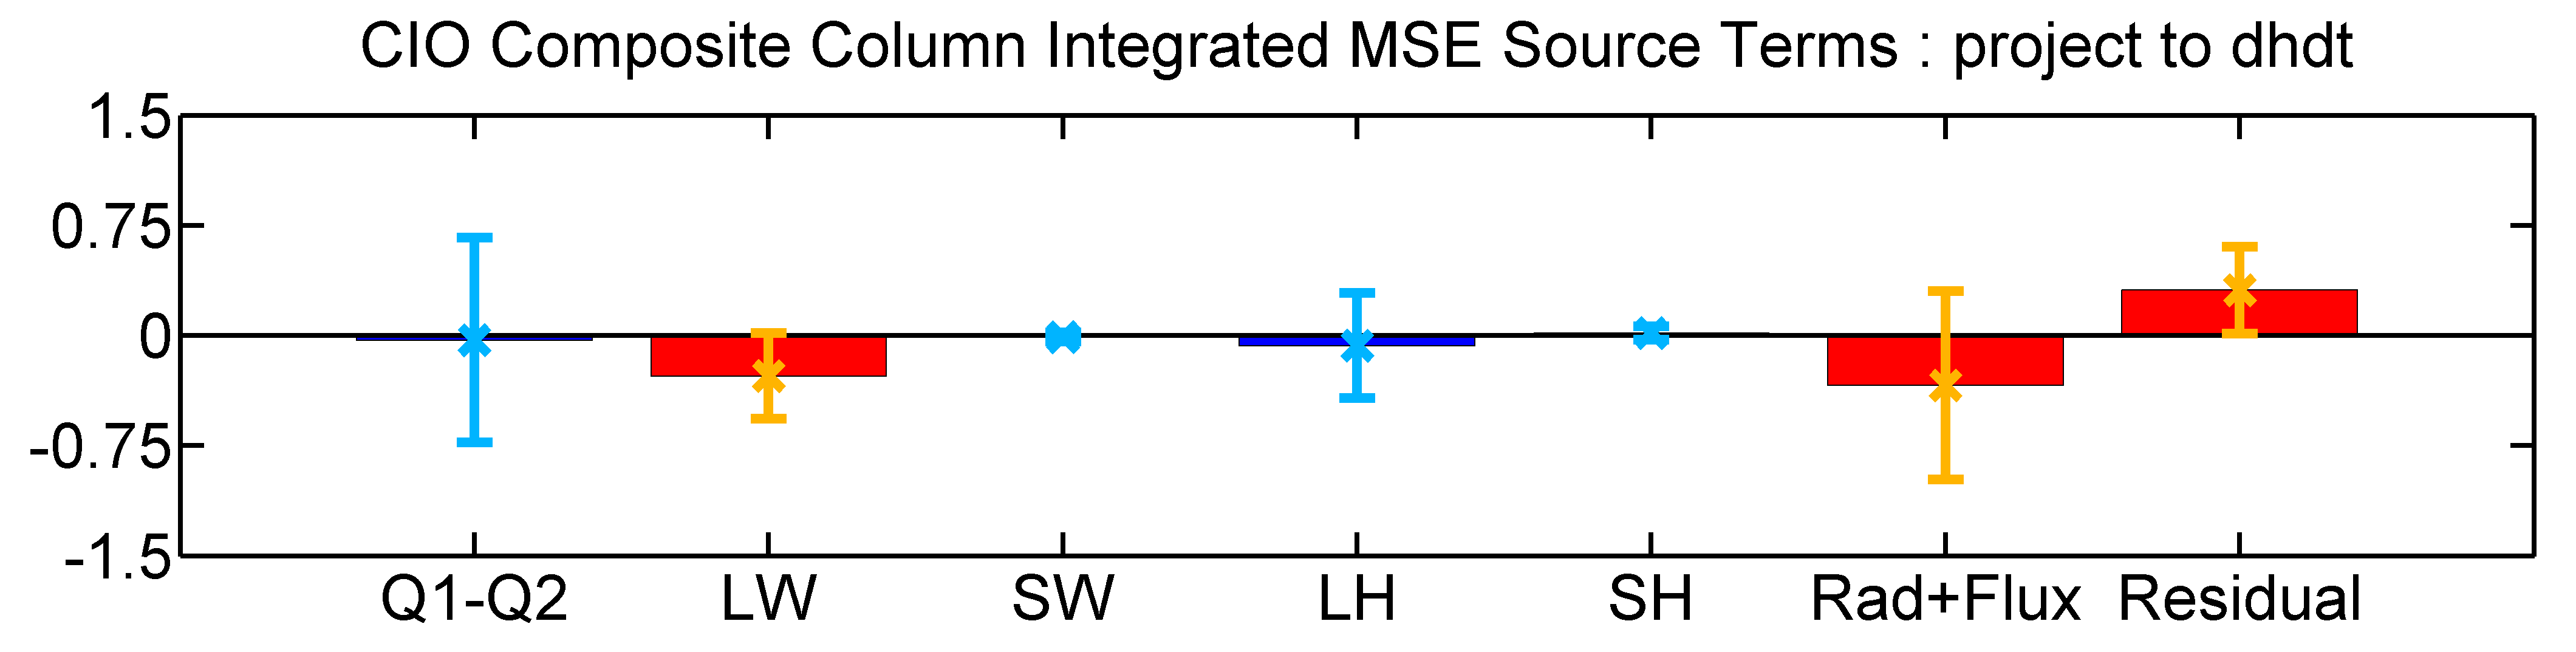 CIO Composite Column Integrated MSE Source Terms : project to dhdt
1.5
0.75
0
-0.75
-1.5
Q1-Q2 LW SW LH SH Rad+Flux Residual